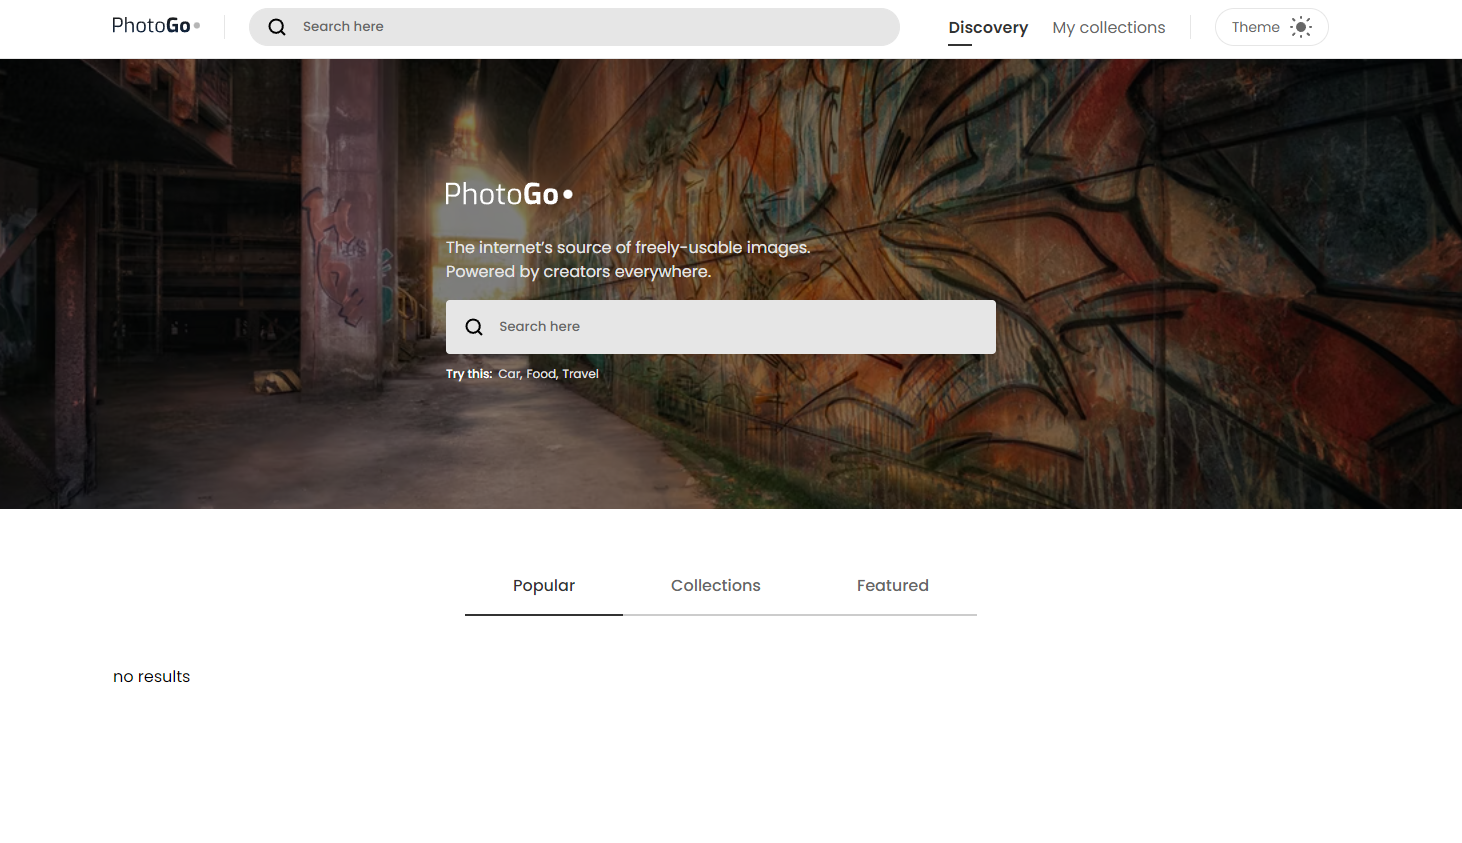 PhotoGo
Search here
Discovery
My collections
Theme
PhotoGo
The internet’s source of freely-usable images.
Powered by creators everywhere.
Search here
Try this: Car, Food, Travel
Popular
Collections
Featured
no results